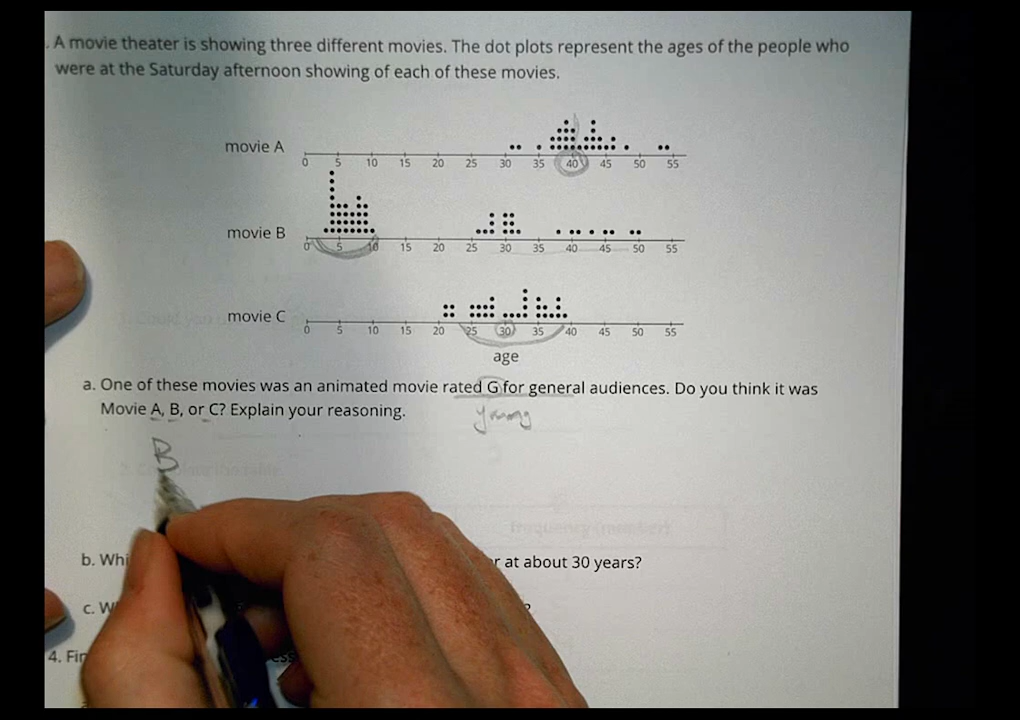 A movie theater is showing three different movies. The dot plots represent the ages of the people who
were at the Saturday afternoon showing of each of these movies.
movie A
0 5 10 15 20 25 30 35 40 45 50 55
movie B
0 5 10 15 20 25 30 35 40 45 50 55
movie C
0 5 10 15 20 25 30 35 40 45 50 55
age
a. One of these movies was an animated movie rated G for general audiences. Do you think it was
Movie A, B, or C? Explain your reasoning.
young
B
b. Whi
r at about 30 years?
c. W
?
4. Fin